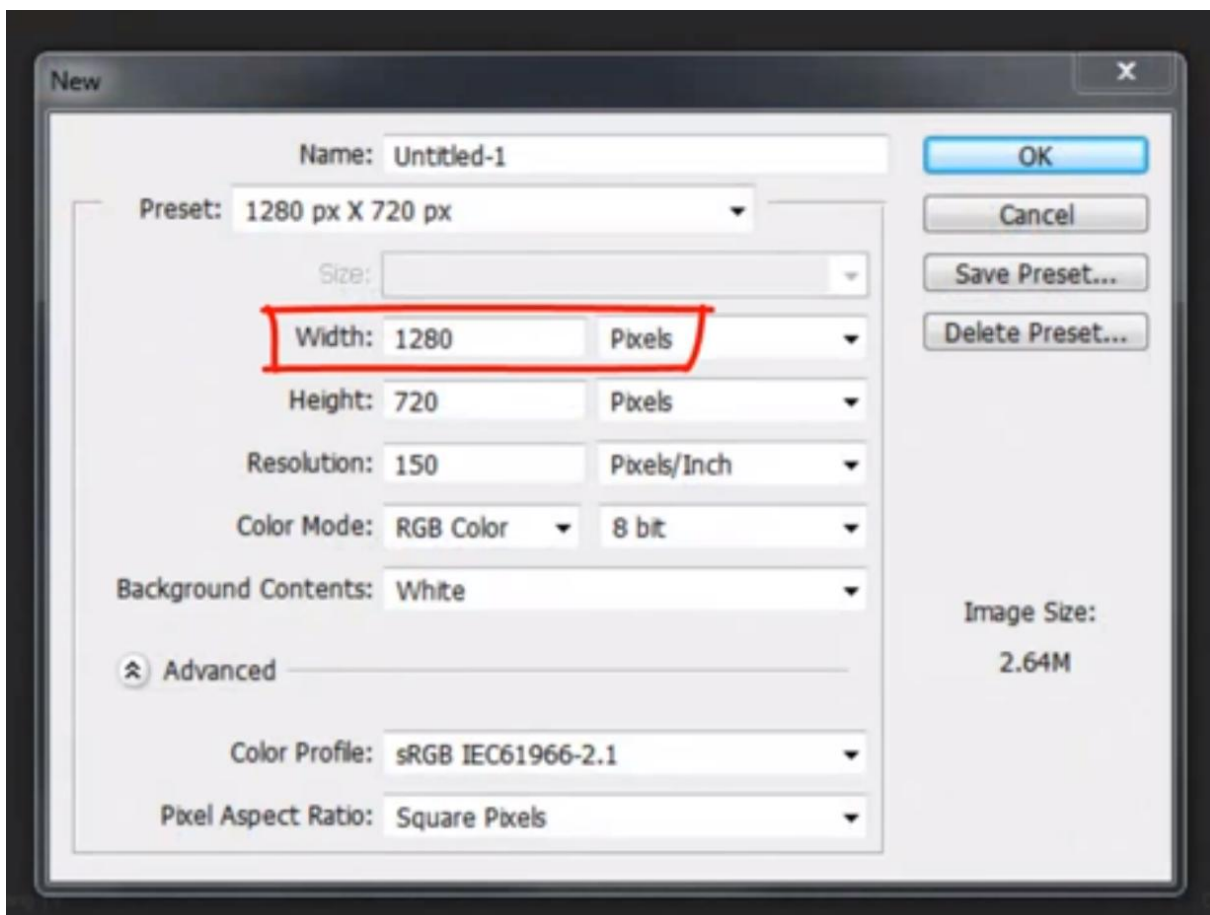 New
Name: Untitled-1
OK
Preset: 1280 px X 720 px
Cancel
Size:
Save Preset...
Width: 1280 Pixels
Delete Preset...
Height: 720 Pixels
Resolution: 150 Pixels/Inch
Color Mode: RGB Color 8 bit
Background Contents: White
Image Size:
2.64M
Advanced
Color Profile: sRGB IEC61966-2.1
Pixel Aspect Ratio: Square Pixels